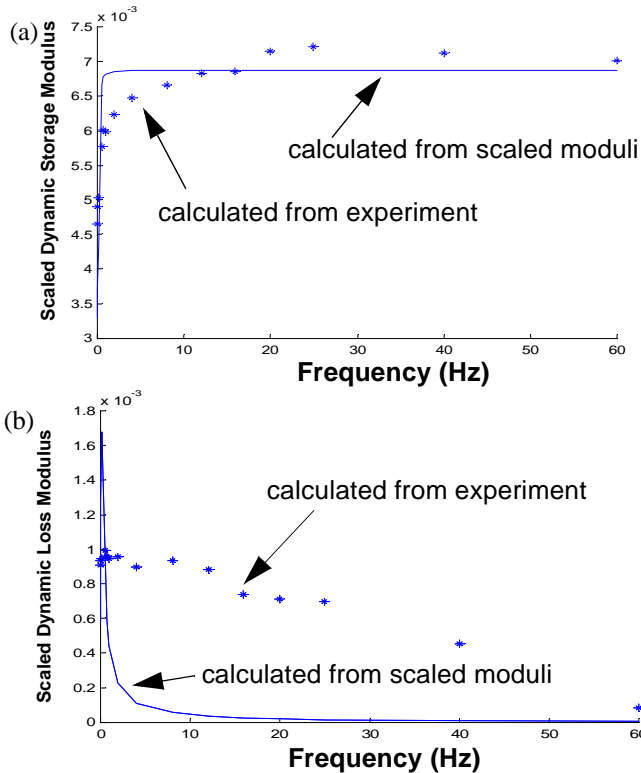 (a)
x 10⁻³
7.5
7
6.5
6
5.5
5
4.5
4
3.5
3
Scaled Dynamic Storage Modulus
calculated from scaled moduli
calculated from experiment
0 10 20 30 40 50 60
Frequency (Hz)
(b)
x 10⁻³
1.8
1.6
1.4
1.2
1
0.8
0.6
0.4
0.2
0
Scaled Dynamic Loss Modulus
calculated from experiment
calculated from scaled moduli
0 10 20 30 40 50 60
Frequency (Hz)